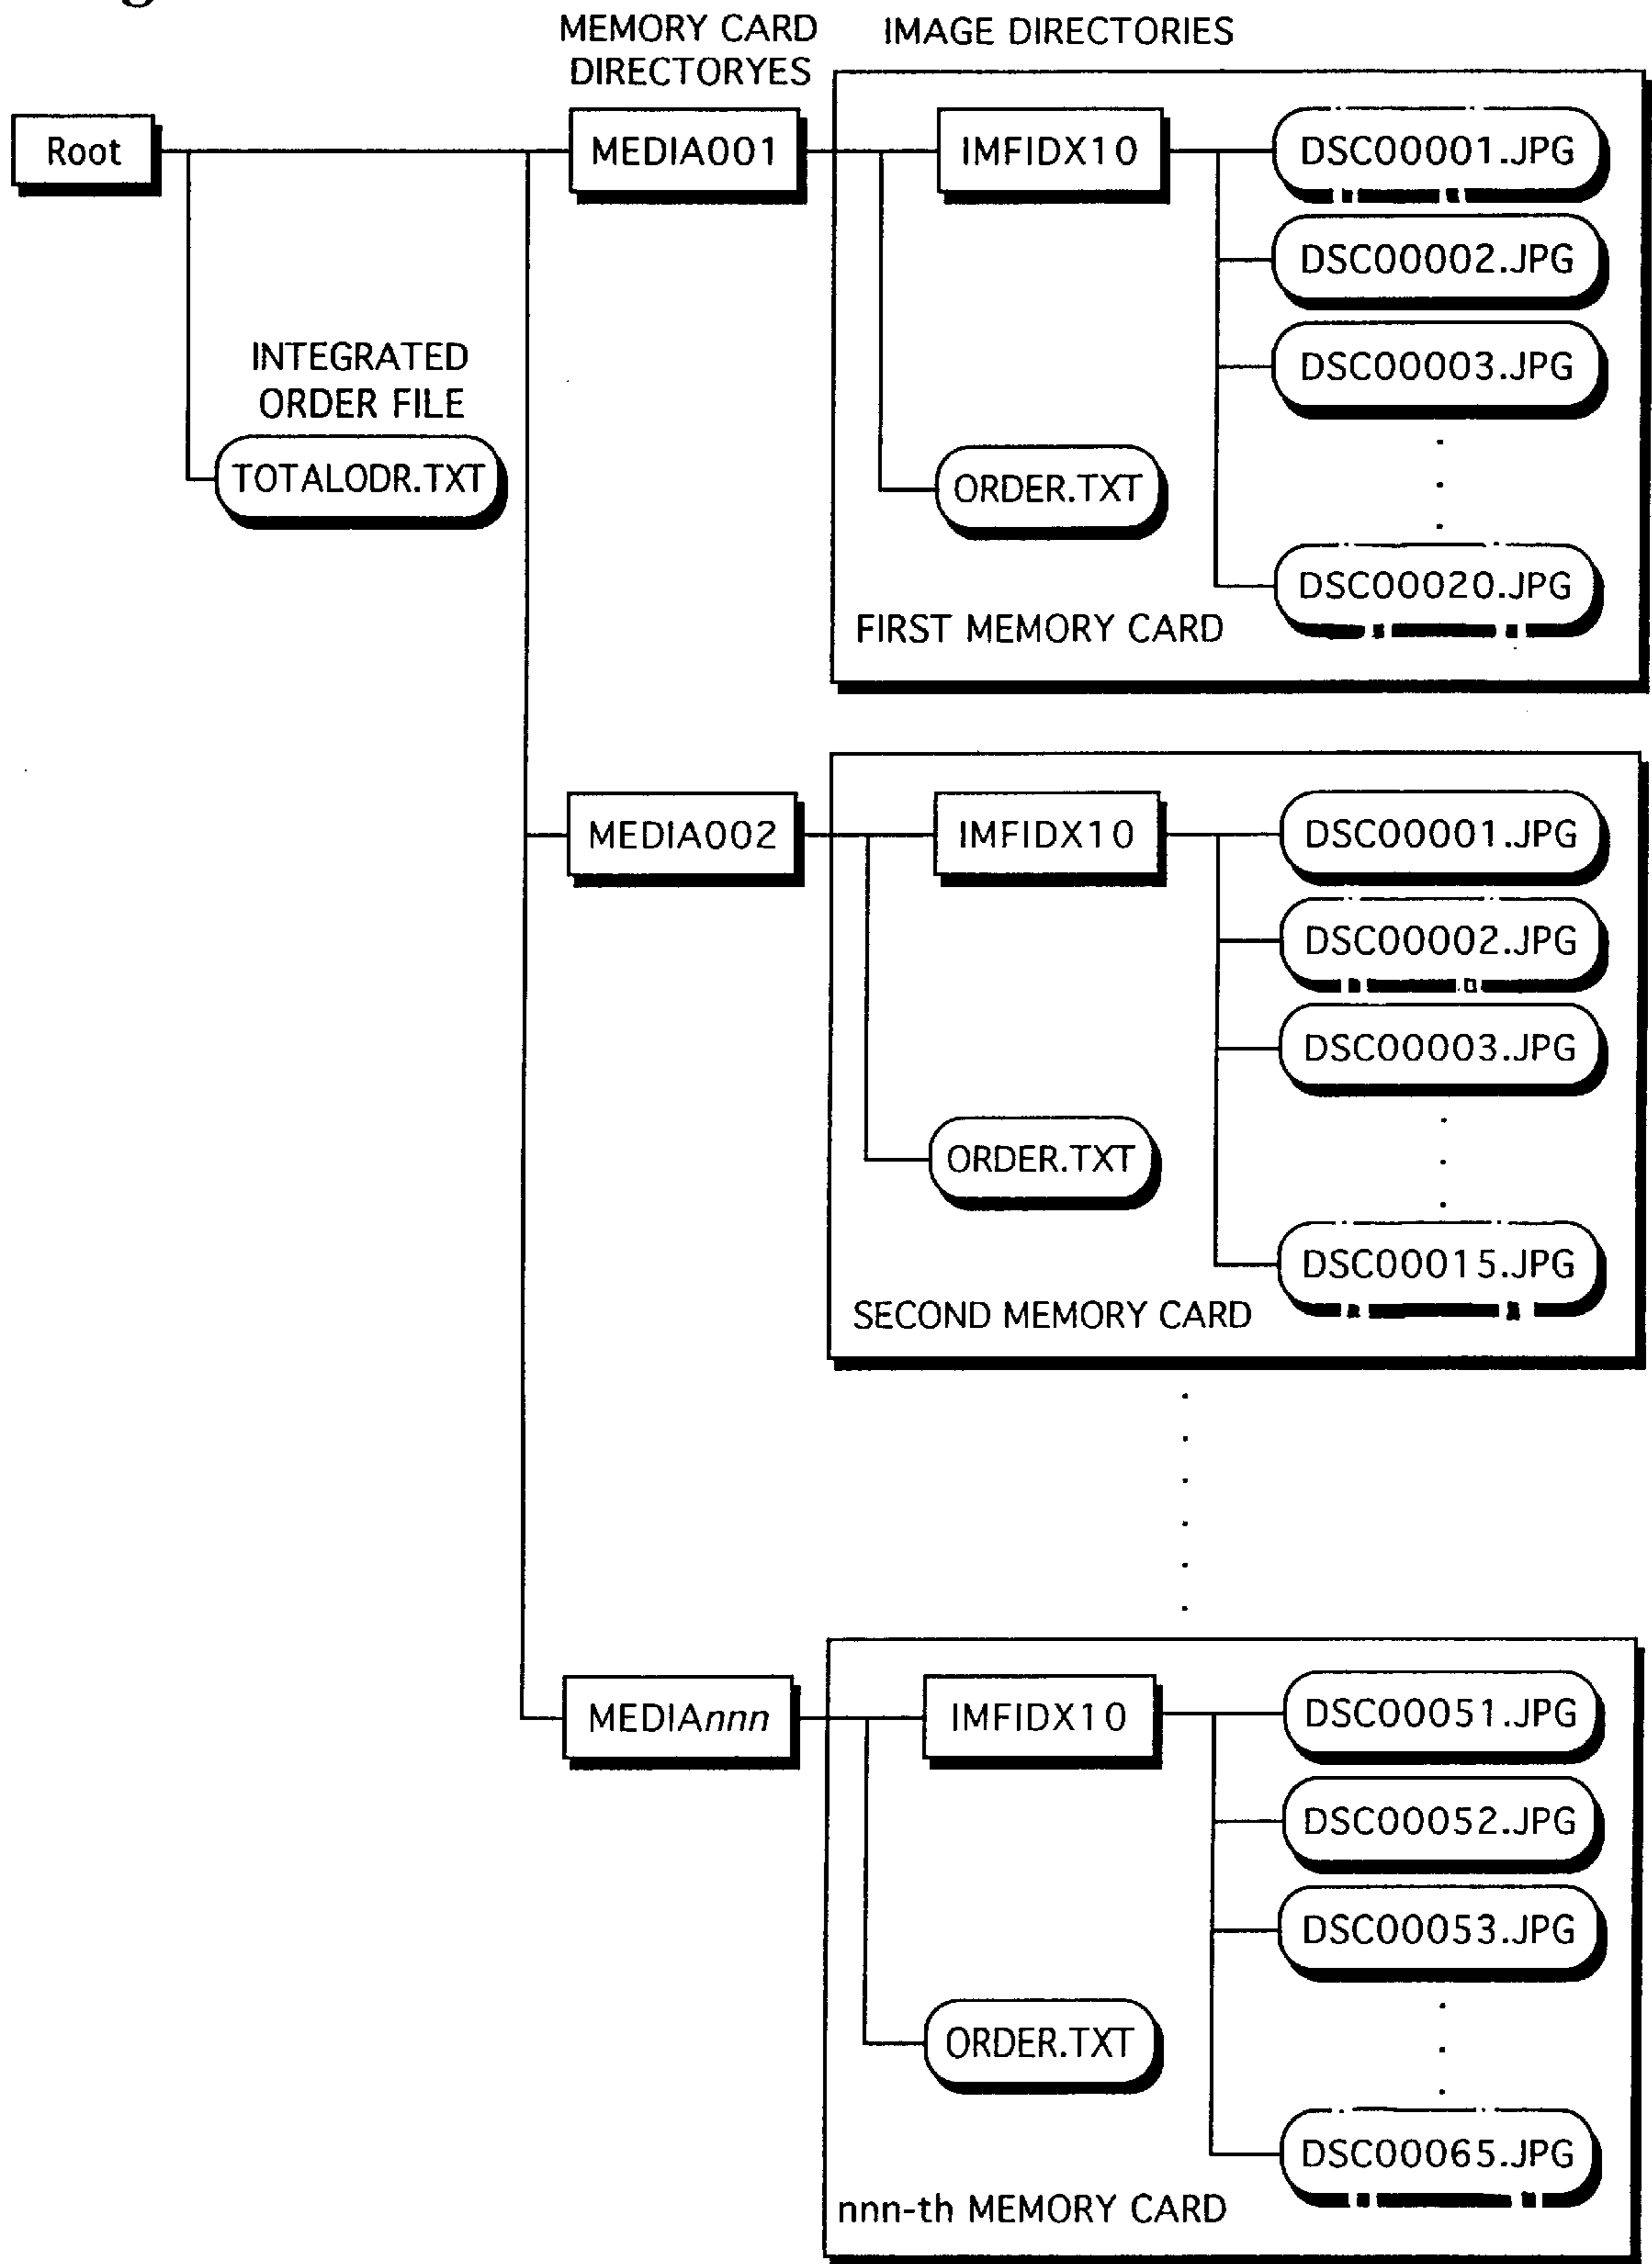 MEMORY CARD
DIRECTORYES
IMAGE DIRECTORIES
Root
MEDIA001
IMFIDX10
DSC00001.JPG
DSC00002.JPG
DSC00003.JPG
INTEGRATED
ORDER FILE
TOTALODR.TXT
ORDER.TXT
DSC00020.JPG
FIRST MEMORY CARD
MEDIA002
IMFIDX10
DSC00001.JPG
DSC00002.JPG
DSC00003.JPG
ORDER.TXT
DSC00015.JPG
SECOND MEMORY CARD
MEDIAnnn
IMFIDX10
DSC00051.JPG
DSC00052.JPG
DSC00053.JPG
ORDER.TXT
DSC00065.JPG
nnn-th MEMORY CARD